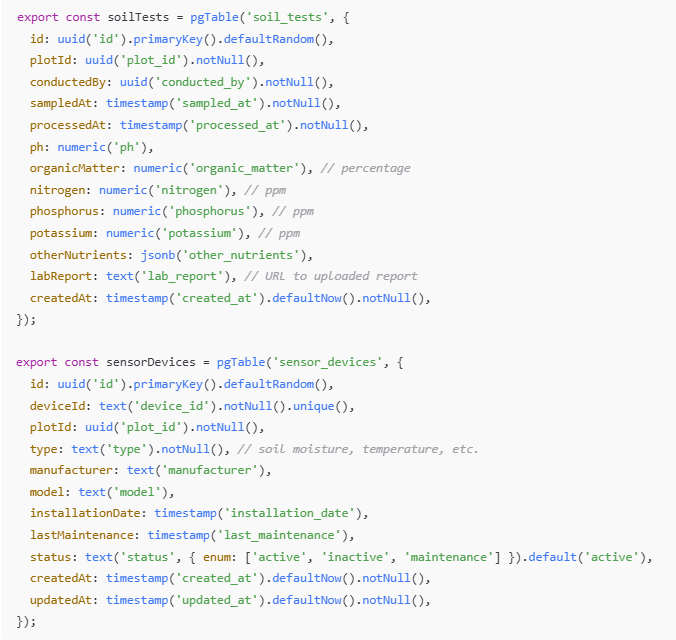 export const soilTests = pgTable('soil_tests', {
  id: uuid('id').primaryKey().defaultRandom(),
  plotId: uuid('plot_id').notNull(),
  conductedBy: uuid('conducted_by').notNull(),
  sampledAt: timestamp('sampled_at').notNull(),
  processedAt: timestamp('processed_at').notNull(),
  ph: numeric('ph'),
  organicMatter: numeric('organic_matter'), // percentage
  nitrogen: numeric('nitrogen'), // ppm
  phosphorus: numeric('phosphorus'), // ppm
  potassium: numeric('potassium'), // ppm
  otherNutrients: jsonb('other_nutrients'),
  labReport: text('lab_report'), // URL to uploaded report
  createdAt: timestamp('created_at').defaultNow().notNull(),
});

export const sensorDevices = pgTable('sensor_devices', {
  id: uuid('id').primaryKey().defaultRandom(),
  deviceId: text('device_id').notNull().unique(),
  plotId: uuid('plot_id').notNull(),
  type: text('type').notNull(), // soil moisture, temperature, etc.
  manufacturer: text('manufacturer'),
  model: text('model'),
  installationDate: timestamp('installation_date'),
  lastMaintenance: timestamp('last_maintenance'),
  status: text('status', { enum: ['active', 'inactive', 'maintenance'] }).default('active'),
  createdAt: timestamp('created_at').defaultNow().notNull(),
  updatedAt: timestamp('updated_at').defaultNow().notNull(),
});